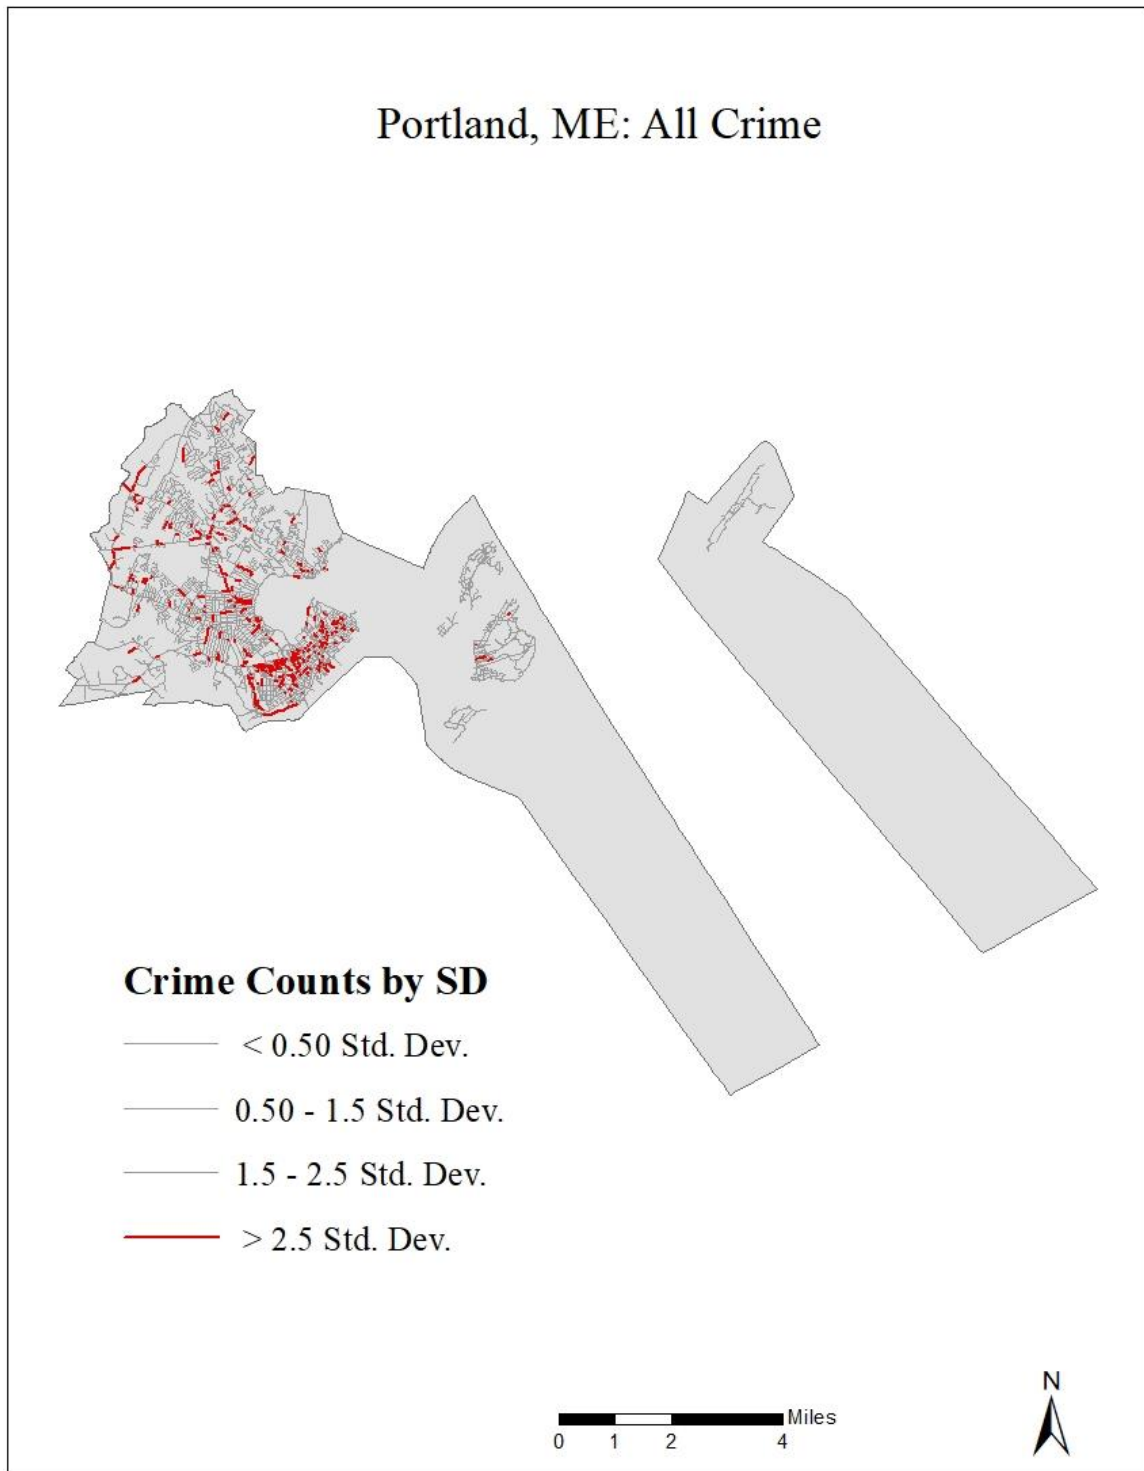 Portland, ME: All Crime
Crime Counts by SD
< 0.50 Std. Dev.
0.50 - 1.5 Std. Dev.
1.5 - 2.5 Std. Dev.
> 2.5 Std. Dev.
N
Miles
0 1 2 4